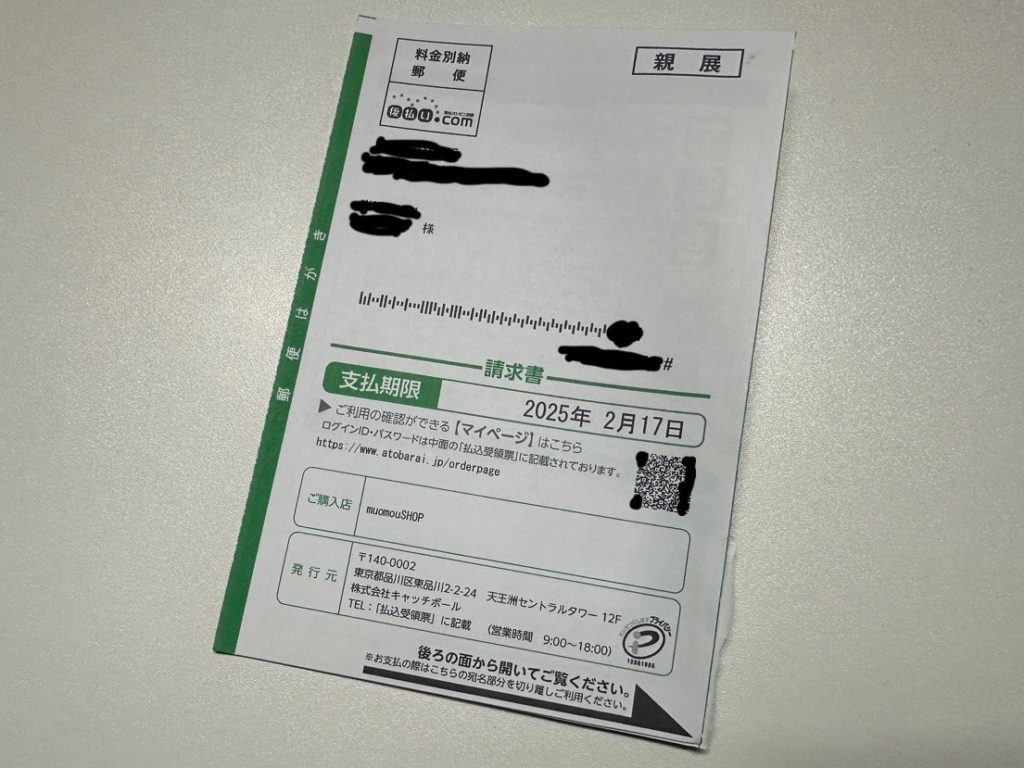 料金別納
郵便
親展
後払い.com
様
#
郵便はがき
請求書
支払期限
2025年 2月17日
▶ご利用の確認ができる【マイページ】はこちら
ログインID・パスワードは中面の「払込受領票」に記載されております。
https://www.atobarai.jp/orderpage
ご購入店
muomouSHOP
発行元
〒140-0002
東京都品川区東品川2-2-24 天王洲セントラルタワー 12F
株式会社キャッチボール
TEL:「払込受領票」に記載 (営業時間 9:00〜18:00)
プライバシー
10861985
後ろの面から開いてご覧ください。
※お支払の際はこちらの宛名部分を切り離しご利用ください。